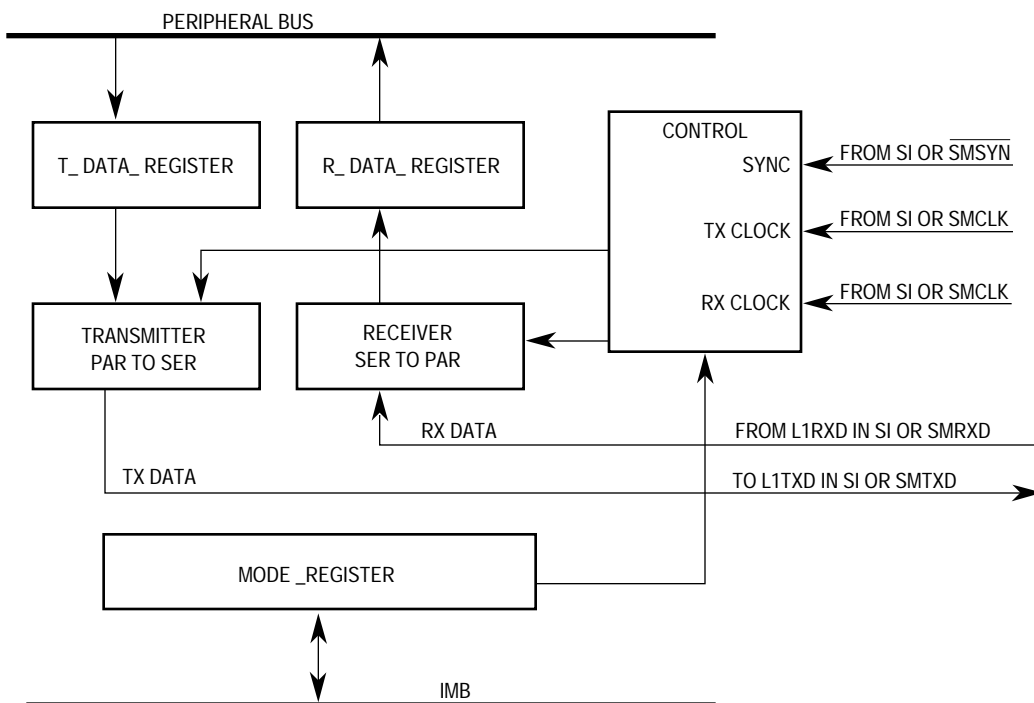 PERIPHERAL BUS
T_ DATA_ REGISTER
R_ DATA_ REGISTER
CONTROL
SYNC
TX CLOCK
RX CLOCK
FROM SI OR SMSYN
FROM SI OR SMCLK
FROM SI OR SMCLK
TRANSMITTER
PAR TO SER
RECEIVER
SER TO PAR
RX DATA
FROM L1RXD IN SI OR SMRXD
TX DATA
TO L1TXD IN SI OR SMTXD
MODE _REGISTER
IMB